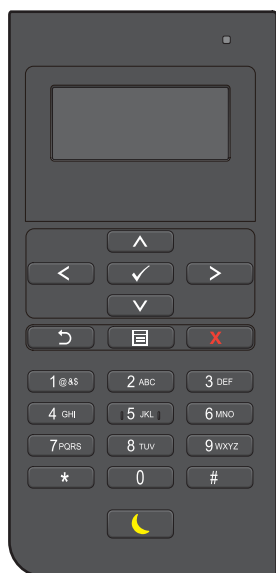 X
1 @&$ 2 ABC 3 DEF
4 GHI 5 JKL 6 MNO
7 PQRS 8 TUV 9 WXYZ
* 0 #